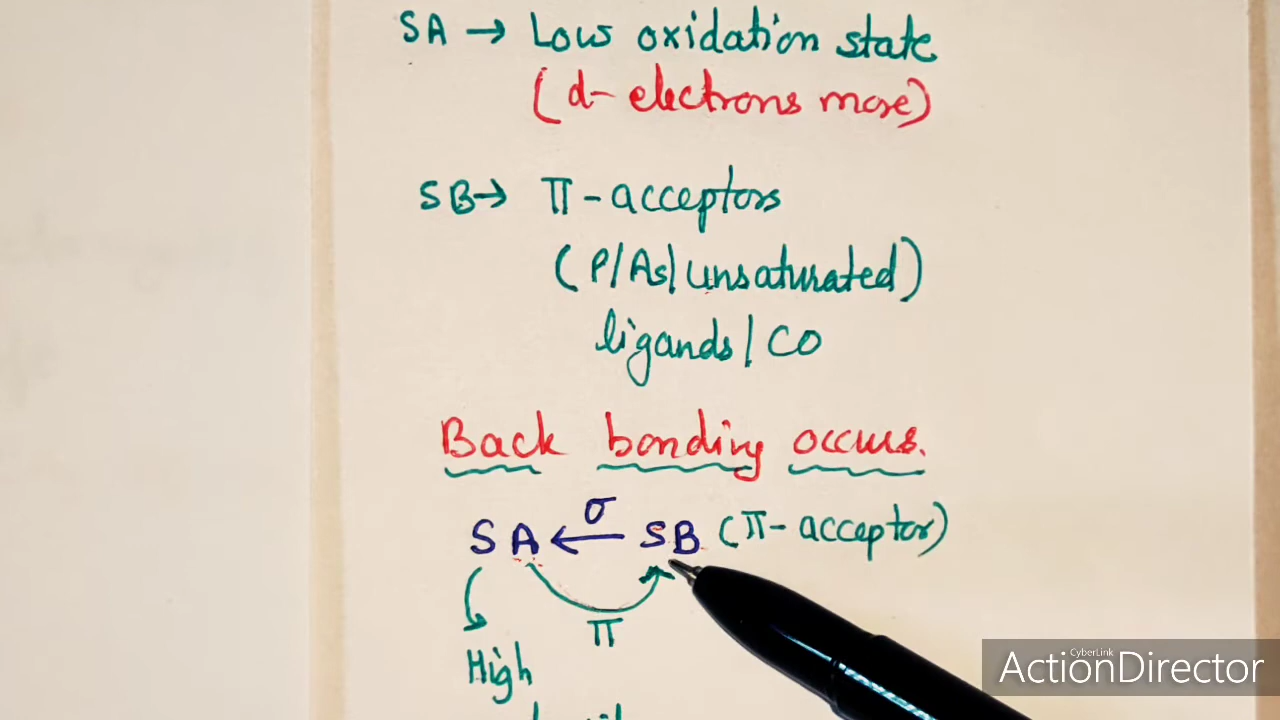 SA → Low oxidation state
(d- electrons more)
SB → π-acceptors
(P/As/unsaturated)
ligands/CO
Back bonding occurs.
σ
SA ← SB (π-acceptor)
π
High
CyberLink
ActionDirector